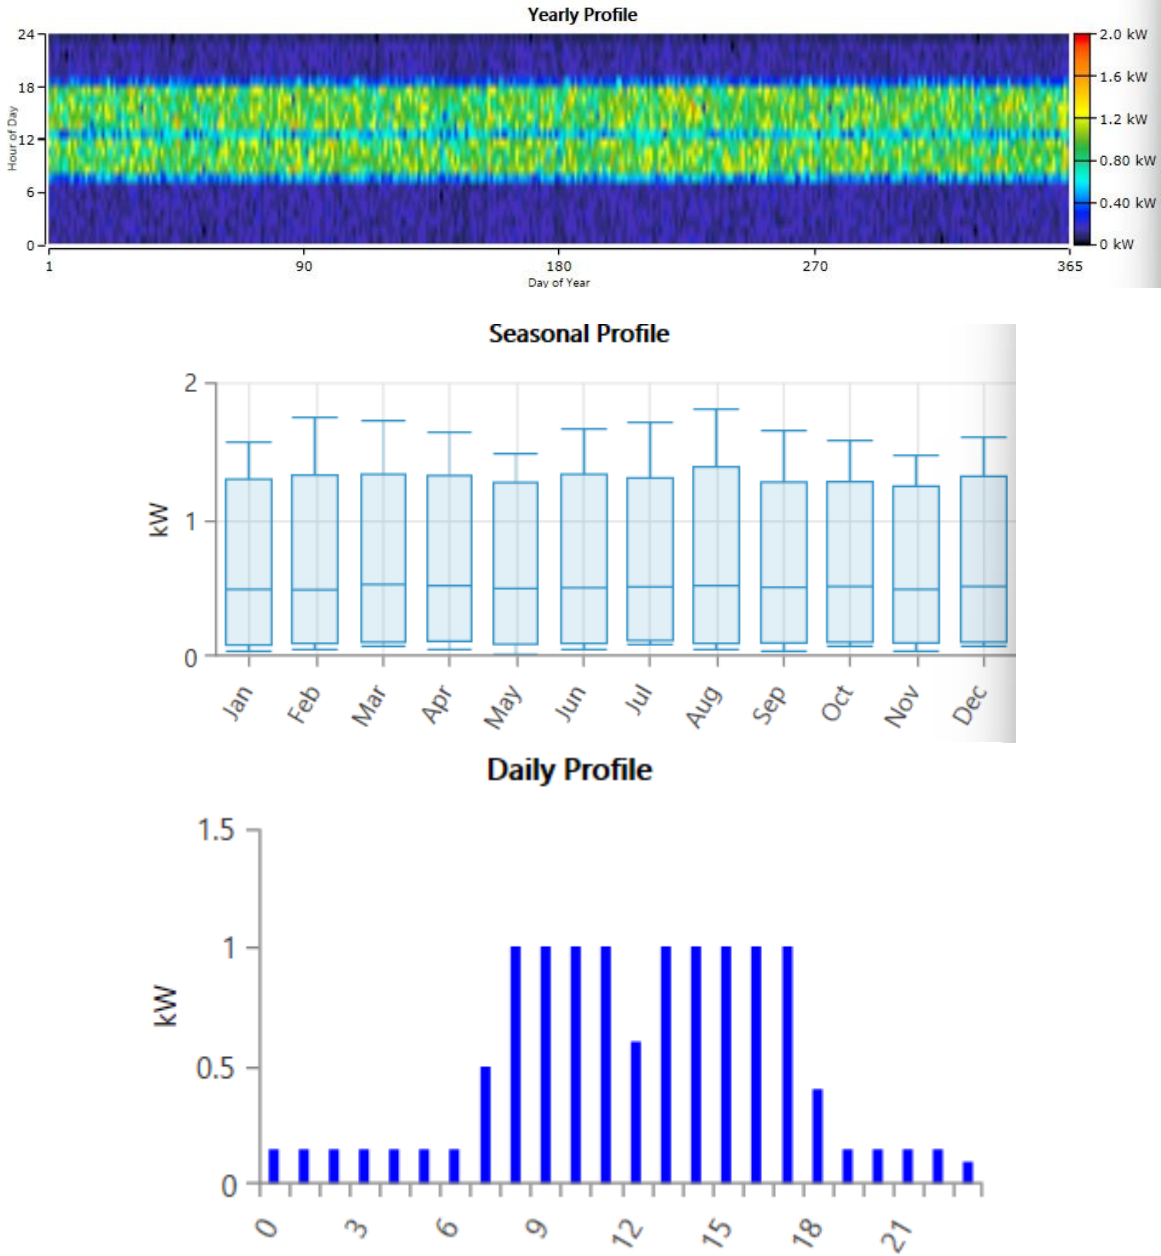 Yearly Profile
24
18
12
6
0
Hour of Day
1 90 180 270 365
Day of Year
2.0 kW
1.6 kW
1.2 kW
0.80 kW
0.40 kW
0 kW
Seasonal Profile
2
1
0
kW
Jan Feb Mar Apr May Jun Jul Aug Sep Oct Nov Dec
Daily Profile
1.5
1
0.5
0
kW
0 3 6 9 12 15 18 21